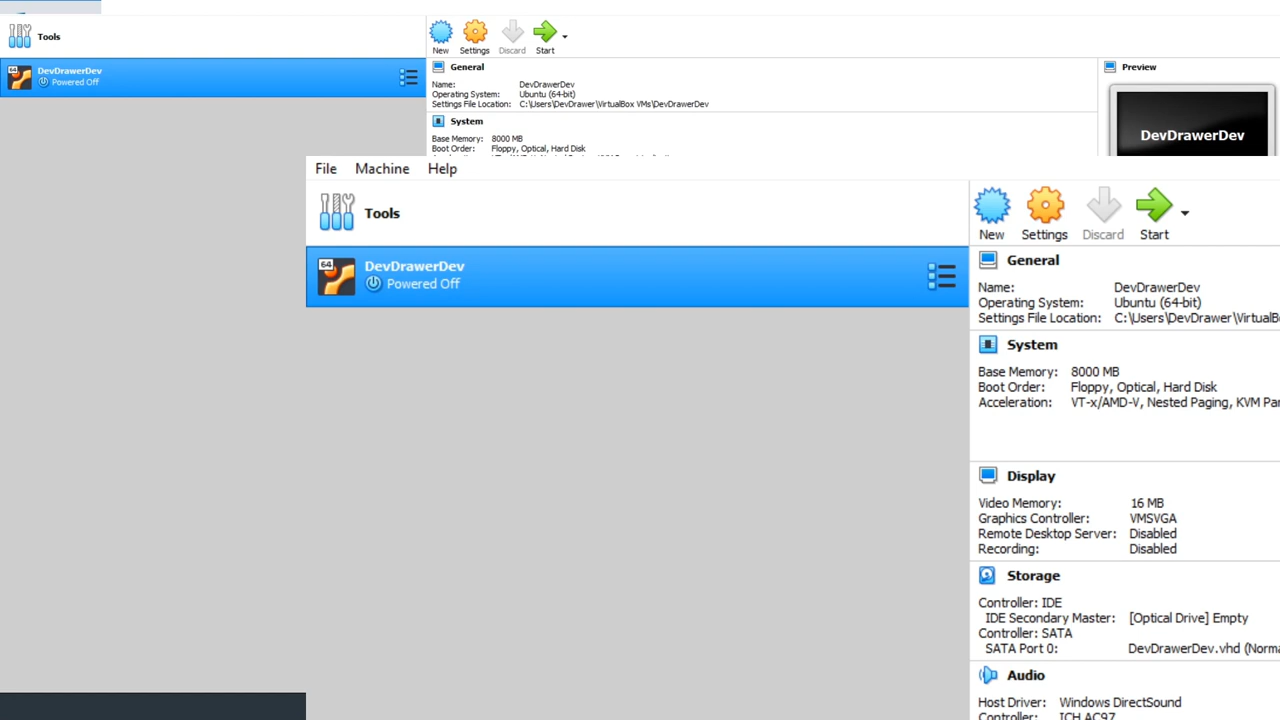 Tools
New Settings Discard Start
64 DevDrawerDev
Powered Off
General
Name: DevDrawerDev
Operating System: Ubuntu (64-bit)
Settings File Location: C:\Users\DevDrawer\VirtualBox VMs\DevDrawerDev
System
Base Memory: 8000 MB
Boot Order: Floppy, Optical, Hard Disk
Preview
DevDrawerDev
File Machine Help
Tools
New Settings Discard Start
64 DevDrawerDev
Powered Off
General
Name: DevDrawerDev
Operating System: Ubuntu (64-bit)
Settings File Location: C:\Users\DevDrawer\VirtualBo
System
Base Memory: 8000 MB
Boot Order: Floppy, Optical, Hard Disk
Acceleration: VT-x/AMD-V, Nested Paging, KVM Par
Display
Video Memory: 16 MB
Graphics Controller: VMSVGA
Remote Desktop Server: Disabled
Recording: Disabled
Storage
Controller: IDE
IDE Secondary Master: [Optical Drive] Empty
Controller: SATA
SATA Port 0: DevDrawerDev.vhd (Norma
Audio
Host Driver: Windows DirectSound
Controller: ICH AC97